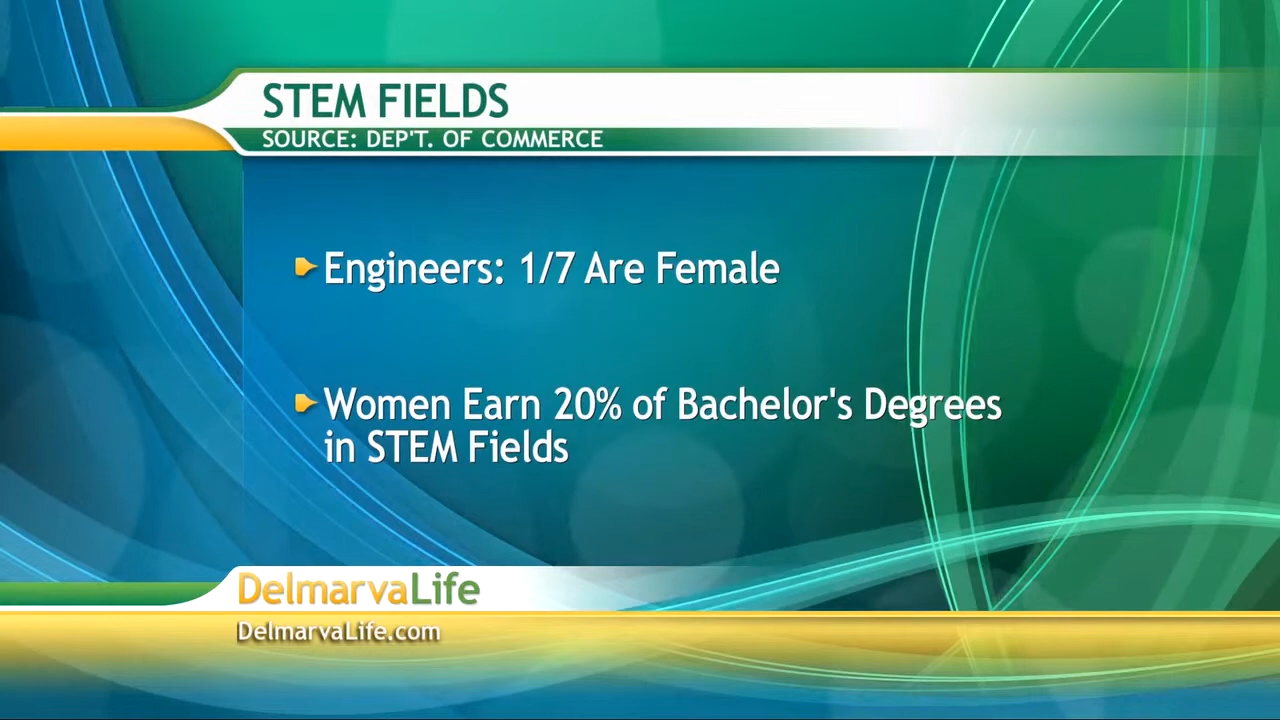 STEM FIELDS
SOURCE: DEP'T. OF COMMERCE
Engineers: 1/7 Are Female
Women Earn 20% of Bachelor's Degrees
in STEM Fields
DelmarvaLife
DelmarvaLife.com